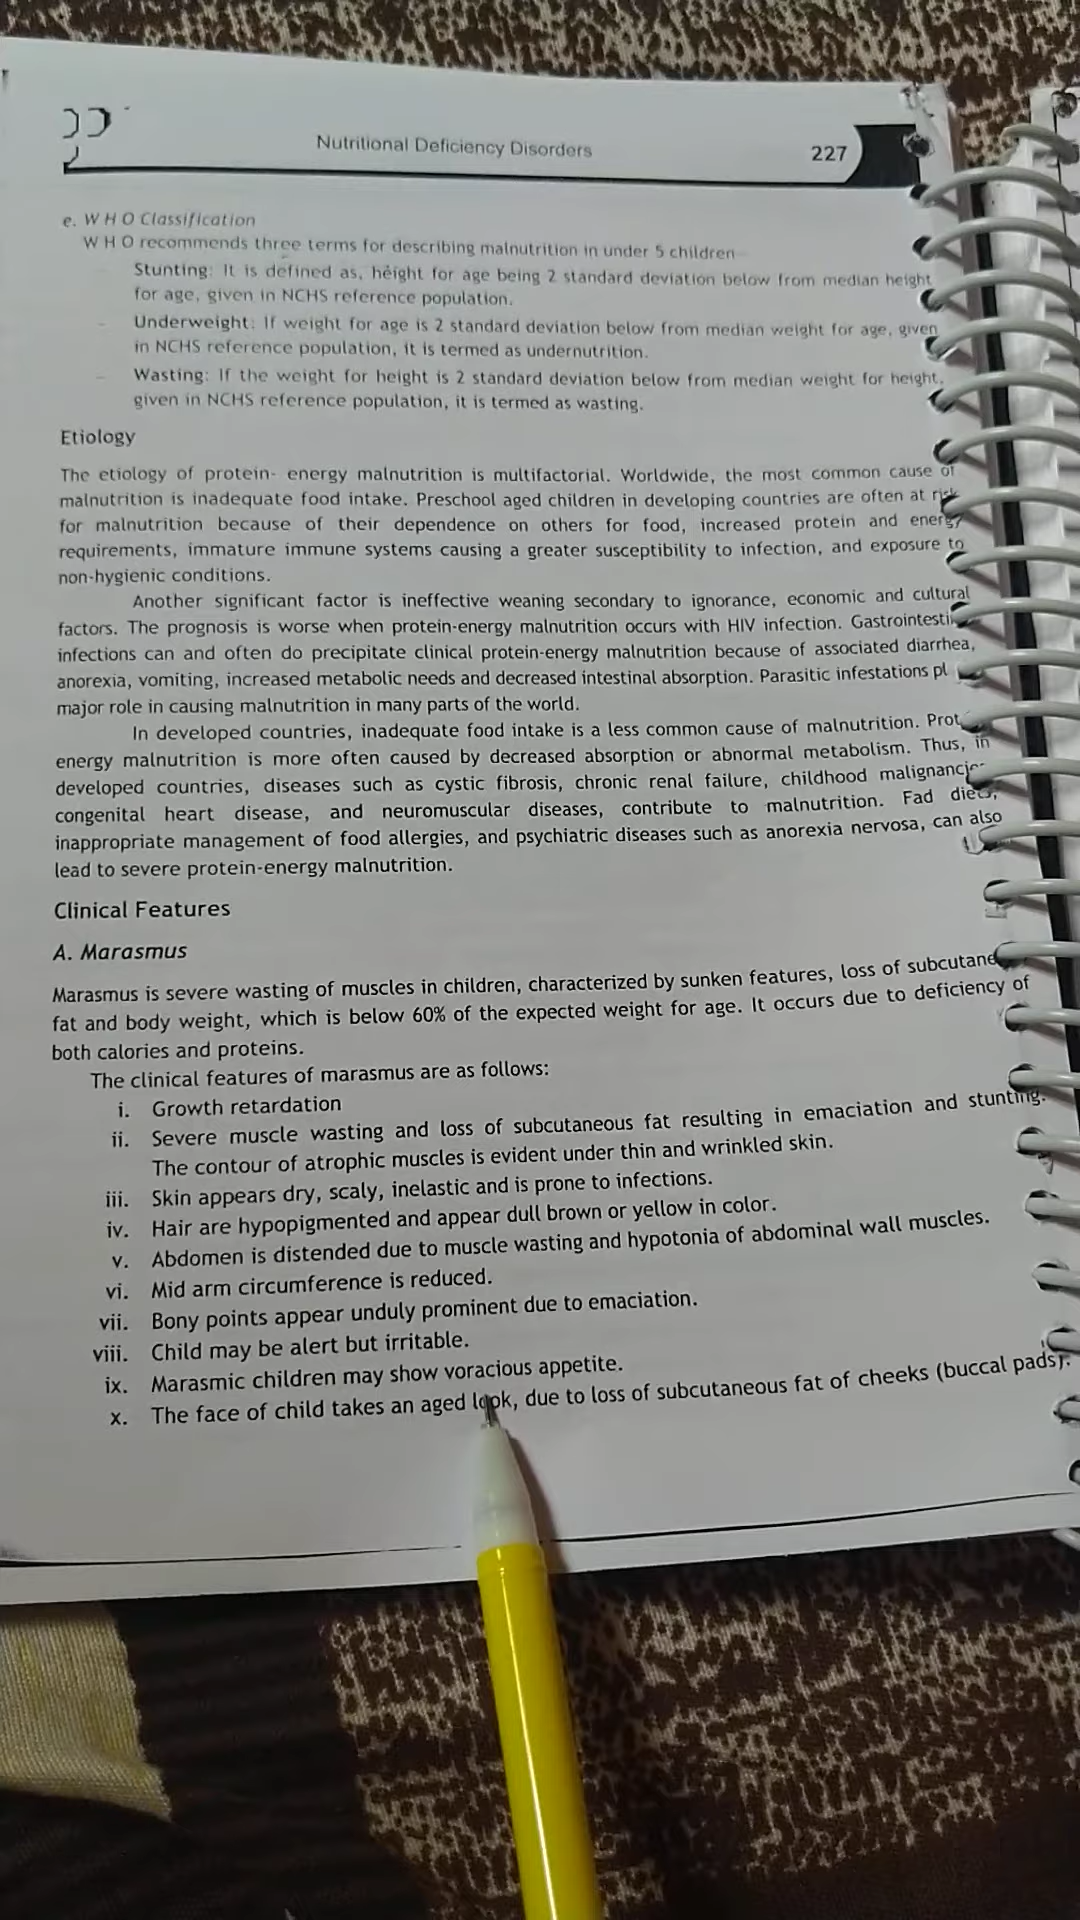 Nutritional Deficiency Disorders 227
e. W H O Classification
W H O recommends three terms for describing malnutrition in under 5 children
- Stunting: It is defined as, height for age being 2 standard deviation below from median height
for age, given in NCHS reference population.
- Underweight: If weight for age is 2 standard deviation below from median weight for age, given
in NCHS reference population, it is termed as undernutrition.
- Wasting: If the weight for height is 2 standard deviation below from median weight for height,
given in NCHS reference population, it is termed as wasting.
Etiology
The etiology of protein- energy malnutrition is multifactorial. Worldwide, the most common cause of
malnutrition is inadequate food intake. Preschool aged children in developing countries are often at risk
for malnutrition because of their dependence on others for food, increased protein and energy
requirements, immature immune systems causing a greater susceptibility to infection, and exposure to
non-hygienic conditions.
Another significant factor is ineffective weaning secondary to ignorance, economic and cultural
factors. The prognosis is worse when protein-energy malnutrition occurs with HIV infection.
infections can and often do precipitate clinical protein-energy malnutrition because of associated diarrhea,
anorexia, vomiting, increased metabolic needs and decreased intestinal absorption. Parasitic infestations
major role in causing malnutrition in many parts of the world.
In developed countries, inadequate food intake is a less common cause of malnutrition.
energy malnutrition is more often caused by decreased absorption or abnormal metabolism. Thus, in
developed countries, diseases such as cystic fibrosis, chronic renal failure, childhood
congenital heart disease, and neuromuscular diseases, contribute to malnutrition. Fad diets,
inappropriate management of food allergies, and psychiatric diseases such as anorexia nervosa, can also
lead to severe protein-energy malnutrition.
Clinical Features
A. Marasmus
Marasmus is severe wasting of muscles in children, characterized by sunken features, loss of
fat and body weight, which is below 60% of the expected weight for age. It occurs due to deficiency of
both calories and proteins.
The clinical features of marasmus are as follows:
i. Growth retardation
ii. Severe muscle wasting and loss of subcutaneous fat resulting in emaciation and stunting.
The contour of atrophic muscles is evident under thin and wrinkled skin.
iii. Skin appears dry, scaly, inelastic and is prone to infections.
iv. Hair are hypopigmented and appear dull brown or yellow in color.
v. Abdomen is distended due to muscle wasting and hypotonia of abdominal wall muscles.
vi. Mid arm circumference is reduced.
vii. Bony points appear unduly prominent due to emaciation.
viii. Child may be alert but irritable.
ix. Marasmic children may show voracious appetite.
x. The face of child takes an aged look, due to loss of subcutaneous fat of cheeks (buccal pads).